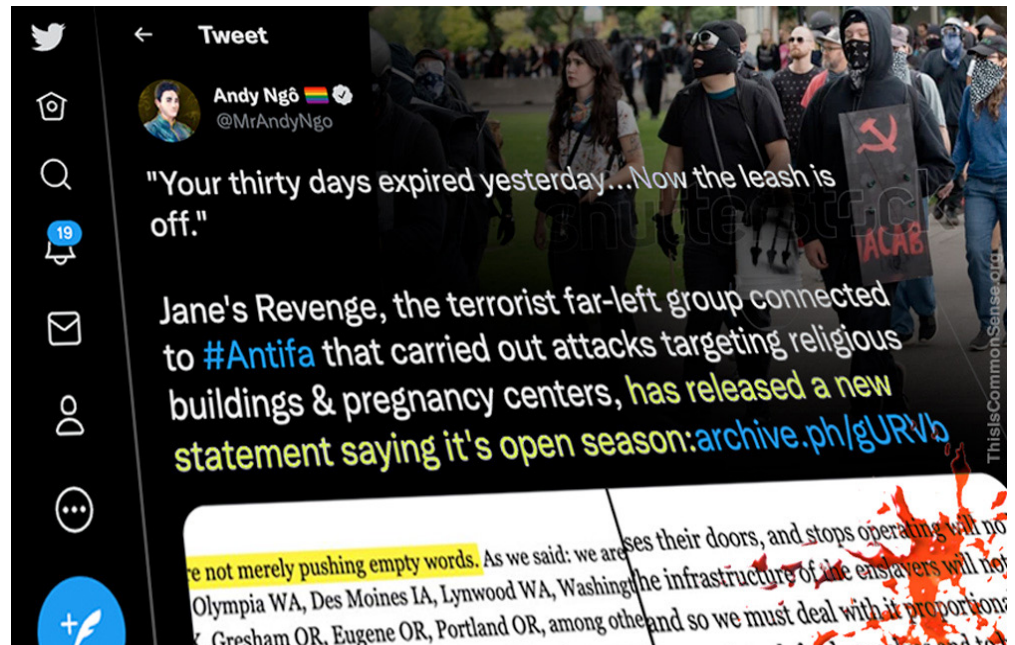 Tweet
Andy Ngô
@MrAndyNgo
"Your thirty days expired yesterday...Now the leash is
off."
shutterst
19
ACAB
Jane's Revenge, the terrorist far-left group connected
to #Antifa that carried out attacks targeting religious
buildings & pregnancy centers, has released a new
statement saying it's open season:archive.ph/gURVb
ThisIsCommonSense.org
e not merely pushing empty words. As we said: we are
Olympia WA, Des Moines IA, Lynwood WA, Washingt
Gresham OR, Eugene OR, Portland OR, among othe
ses their doors, and stops operating will no
the infrastructure of the enslavers will not
and so we must deal with it proportiona